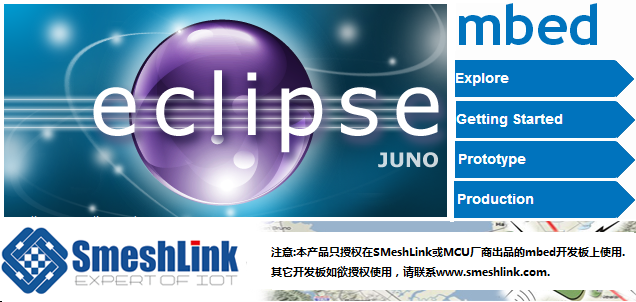 eclipse
JUNO
mbed
Explore
Getting Started
Prototype
Production
SmeshLink
EXPERT OF IOT
注意:本产品只授权在SMeshLink或MCU厂商出品的mbed开发板上使用.
其它开发板如欲授权使用，请联系www.smeshlink.com.